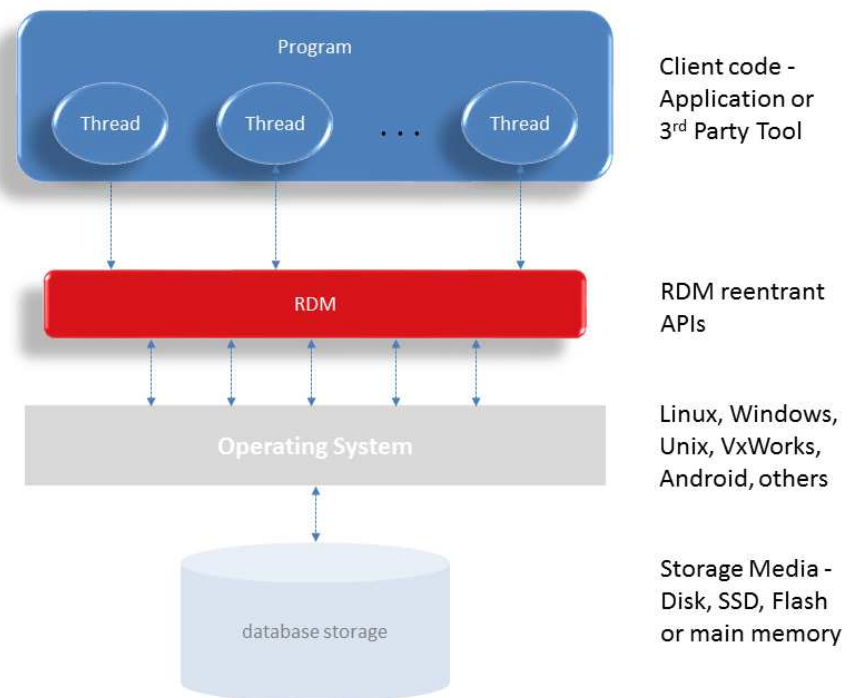 Program
Thread
Thread
. . .
Thread
Client code -
Application or
3rd Party Tool
RDM
RDM reentrant
APIs
Operating System
Linux, Windows,
Unix, VxWorks,
Android, others
database storage
Storage Media -
Disk, SSD, Flash
or main memory